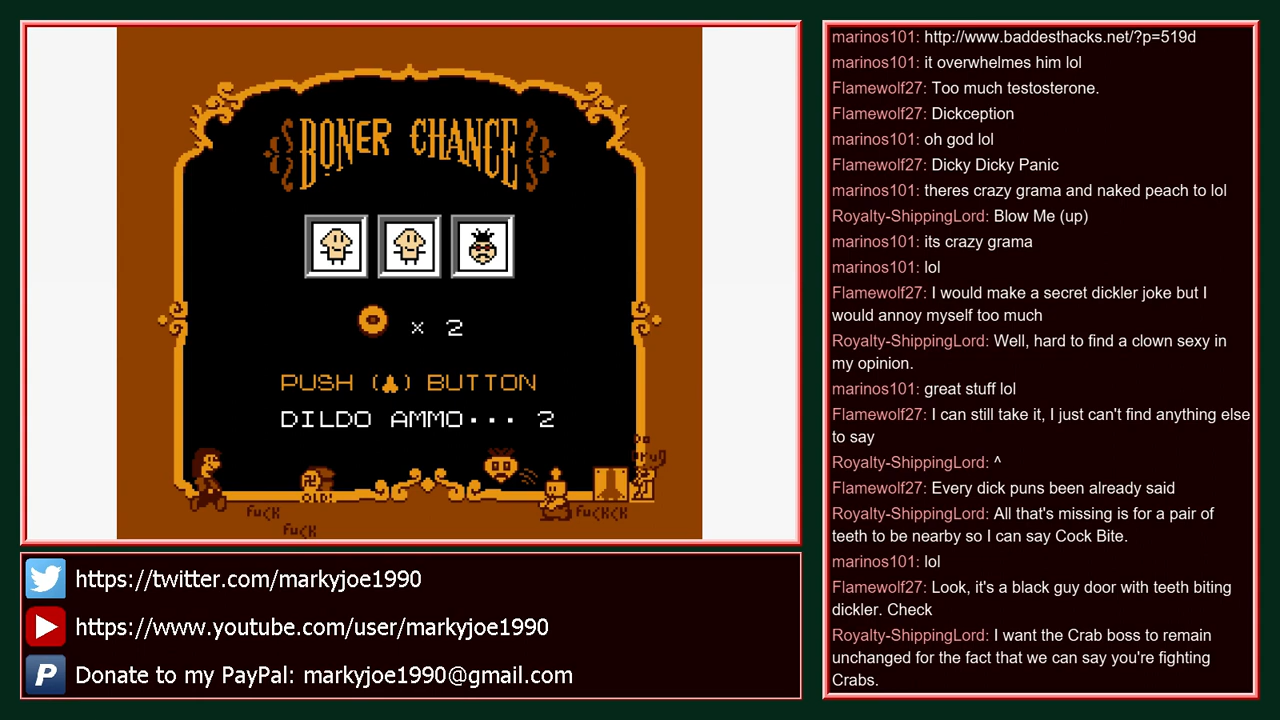 BONER CHANCE
x 2
PUSH ( ) BUTTON
DILDO AMMO··· 2
OLD!
Do
Drug
fuck
fuck
fu<k<k
https://twitter.com/markyjoe1990
https://www.youtube.com/user/markyjoe1990
Donate to my PayPal: markyjoe1990@gmail.com
marinos101: http://www.baddesthacks.net/?p=519d
marinos101: it overwhelmes him lol
Flamewolf27: Too much testosterone.
Flamewolf27: Dickception
marinos101: oh god lol
Flamewolf27: Dicky Dicky Panic
marinos101: theres crazy grama and naked peach to lol
Royalty-ShippingLord: Blow Me (up)
marinos101: its crazy grama
marinos101: lol
Flamewolf27: I would make a secret dickler joke but I
would annoy myself too much
Royalty-ShippingLord: Well, hard to find a clown sexy in
my opinion.
marinos101: great stuff lol
Flamewolf27: I can still take it, I just can't find anything else
to say
Royalty-ShippingLord: ^
Flamewolf27: Every dick puns been already said
Royalty-ShippingLord: All that's missing is for a pair of
teeth to be nearby so I can say Cock Bite.
marinos101: lol
Flamewolf27: Look, it's a black guy door with teeth biting
dickler. Check
Royalty-ShippingLord: I want the Crab boss to remain
unchanged for the fact that we can say you're fighting
Crabs.